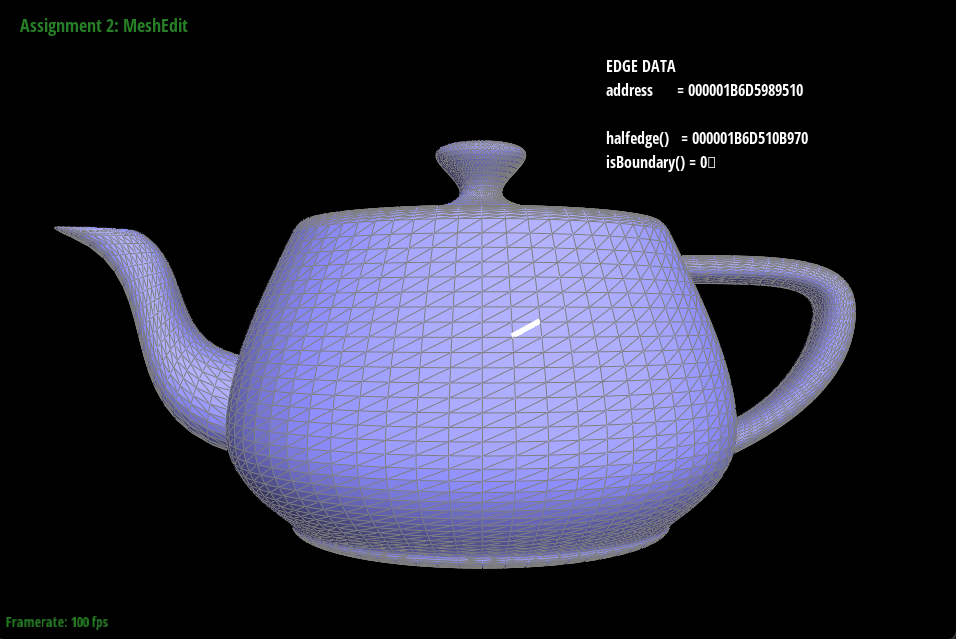 Assignment 2: MeshEdit
EDGE DATA
address = 000001B6D5989510
halfedge() = 000001B6D510B970
isBoundary() = 0▯
Framerate: 100 fps